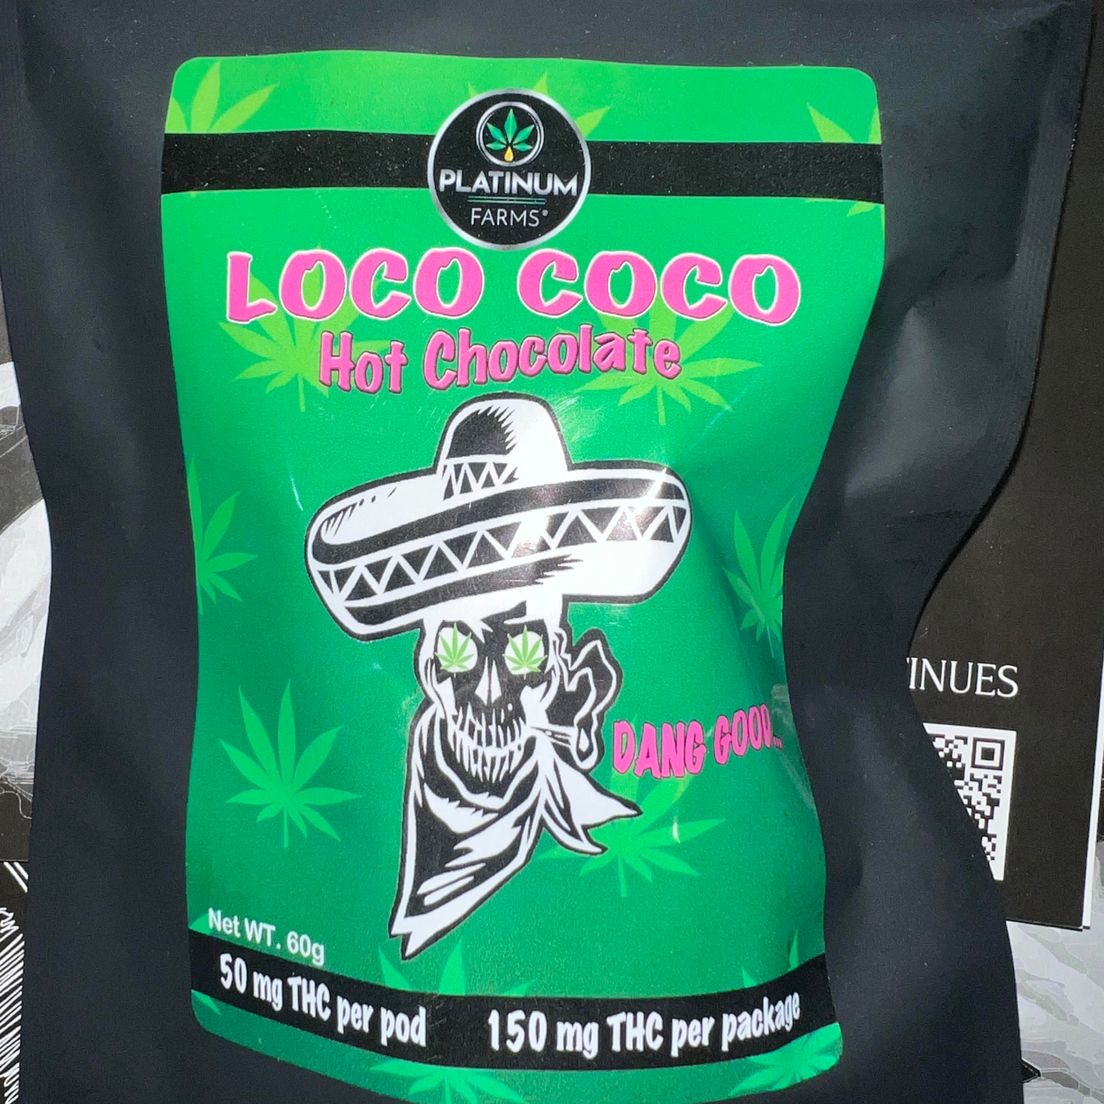 PLATINUM
FARMS®
LOCO COCO
Hot Chocolate
DANG GOOD...
INUES
Net WT. 60g
50 mg THC per pod 150 mg THC per package